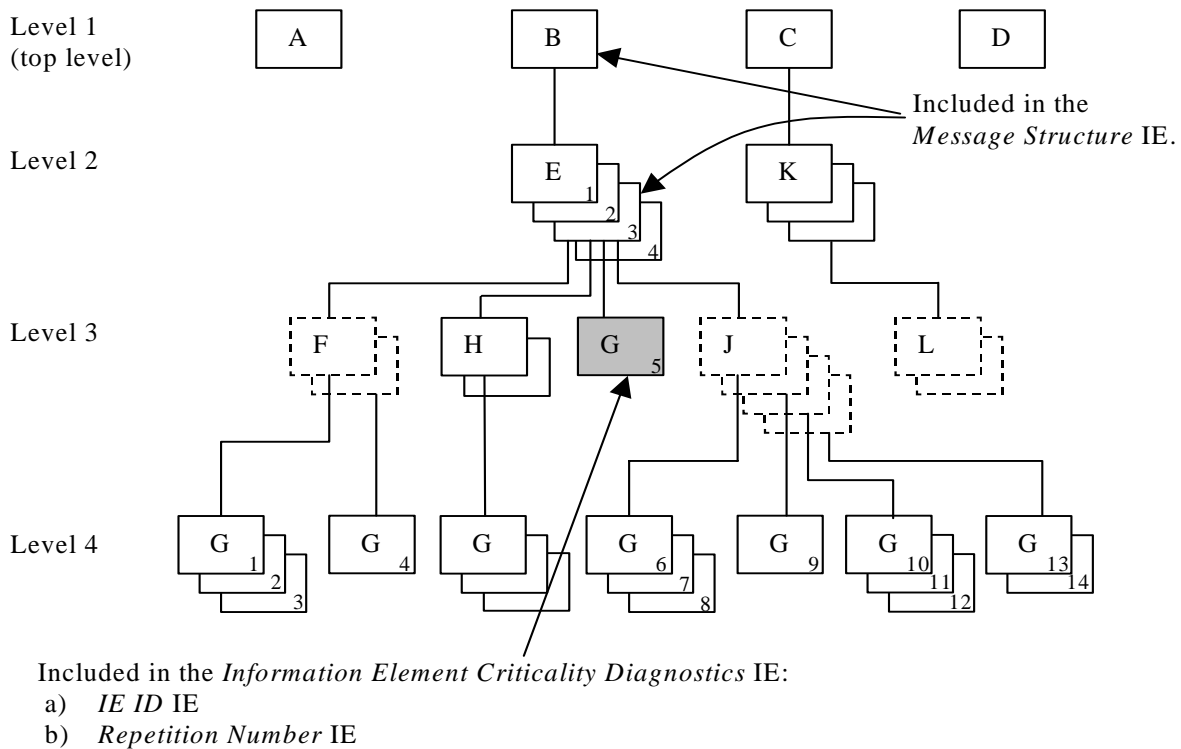 Level 1
(top level)
A
B
C
D
Included in the
Message Structure IE.
Level 2
E
1
2
3
4
K
Level 3
F
H
G
5
J
L
Level 4
G
1
2
3
G
4
G
G
6
7
8
G
9
G
10
11
12
G
13
14
Included in the Information Element Criticality Diagnostics IE:
a) IE ID IE
b) Repetition Number IE